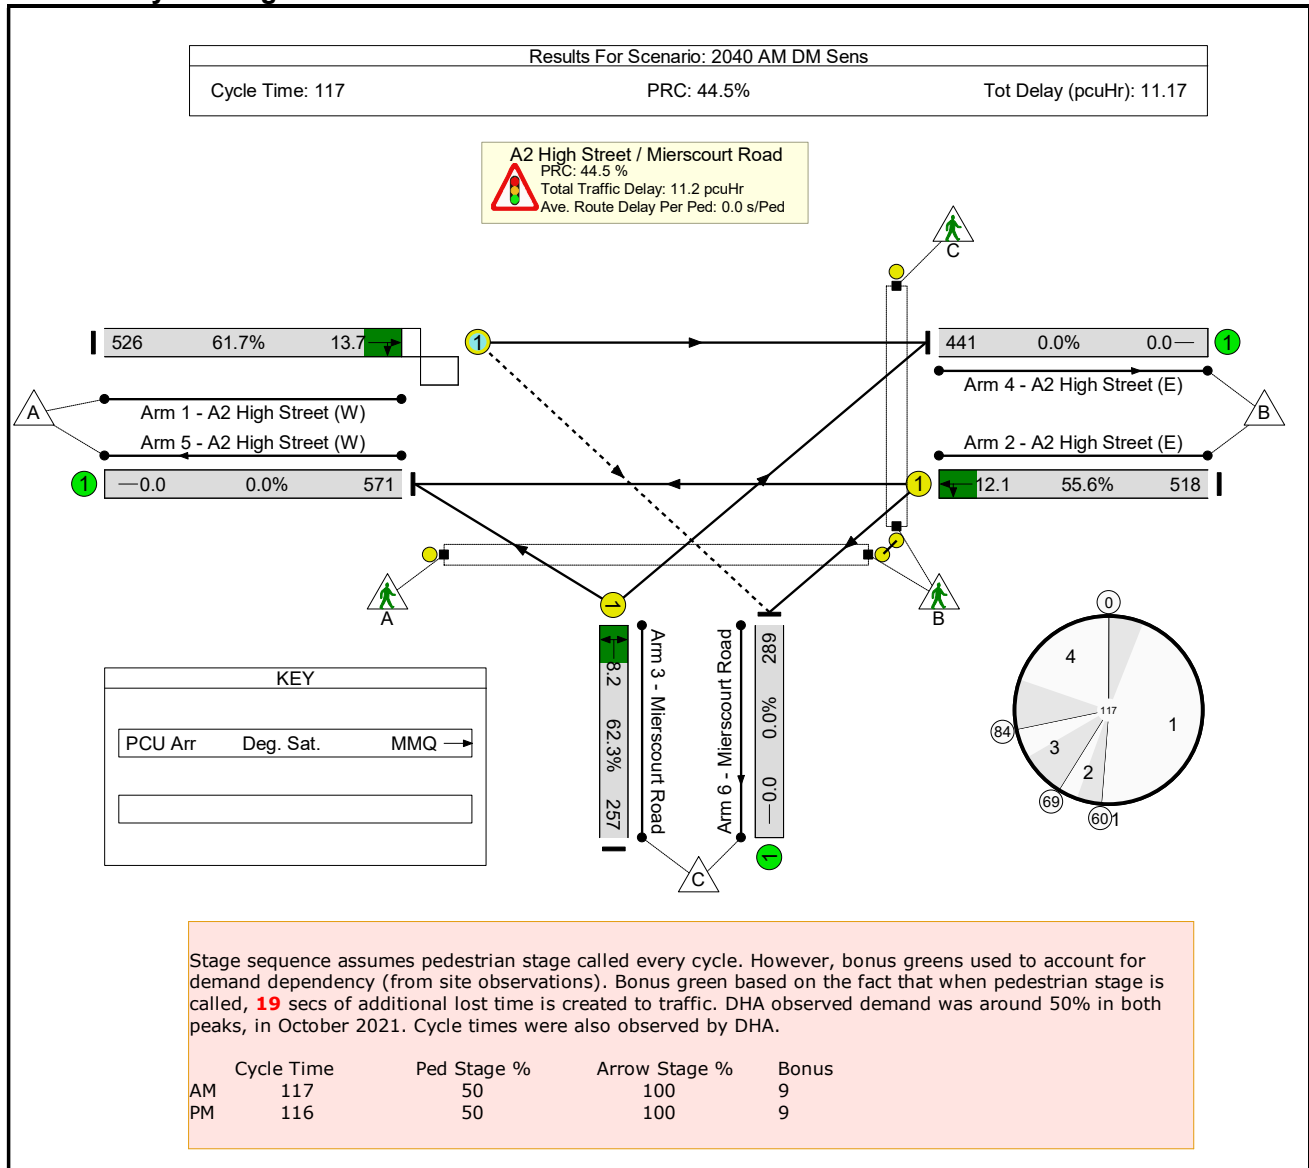 Results For Scenario: 2040 AM DM Sens
Cycle Time: 117 PRC: 44.5% Tot Delay (pcuHr): 11.17
A2 High Street / Mierscourt Road
PRC: 44.5 %
Total Traffic Delay: 11.2 pcuHr
Ave. Route Delay Per Ped: 0.0 s/Ped
C
526 61.7% 13.7
1
441 0.0% 0.0
1
Arm 4 - A2 High Street (E)
A
Arm 1 - A2 High Street (W)
B
Arm 5 - A2 High Street (W)
Arm 2 - A2 High Street (E)
1
0.0 0.0% 571
1
12.1 55.6% 518
A
B
1
8.2 62.3% 257
Arm 3 - Mierscourt Road
Arm 6 - Mierscourt Road
289 0.0% 0.0
1
C
KEY
PCU Arr Deg. Sat. MMQ
0
4
117
1
84
3
2
69
60
1
Stage sequence assumes pedestrian stage called every cycle. However, bonus greens used to account for
demand dependency (from site observations). Bonus green based on the fact that when pedestrian stage is
called, 19 secs of additional lost time is created to traffic. DHA observed demand was around 50% in both
peaks, in October 2021. Cycle times were also observed by DHA.
Cycle Time Ped Stage % Arrow Stage % Bonus
AM 117 50 100 9
PM 116 50 100 9